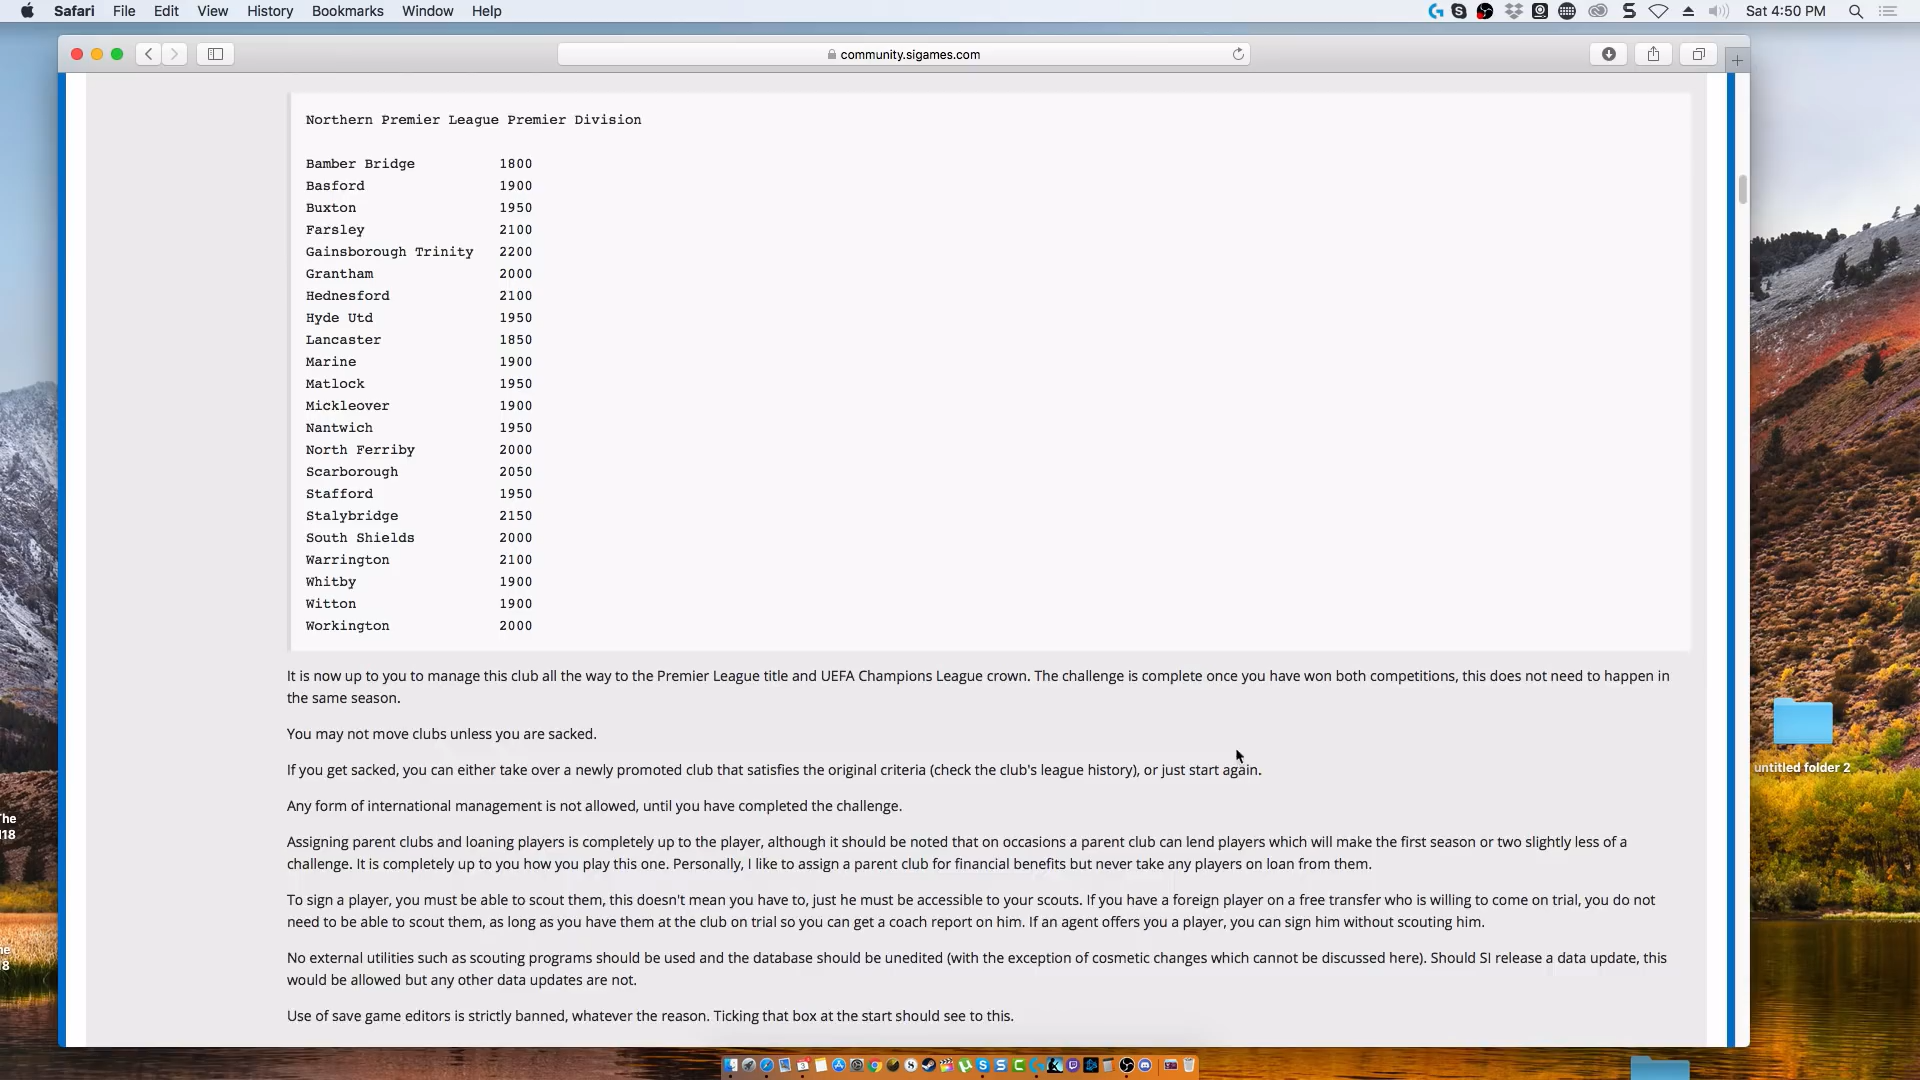 Safari File Edit View History Bookmarks Window Help Sat 4:50 PM
community.sigames.com
Northern Premier League Premier Division
Bamber Bridge 1800
Basford 1900
Buxton 1950
Farsley 2100
Gainsborough Trinity 2200
Grantham 2000
Hednesford 2100
Hyde Utd 1950
Lancaster 1850
Marine 1900
Matlock 1950
Mickleover 1900
Nantwich 1950
North Ferriby 2000
Scarborough 2050
Stafford 1950
Stalybridge 2150
South Shields 2000
Warrington 2100
Whitby 1900
Witton 1900
Workington 2000
It is now up to you to manage this club all the way to the Premier League title and UEFA Champions League crown. The challenge is complete once you have won both competitions, this does not need to happen in
the same season.
You may not move clubs unless you are sacked.
If you get sacked, you can either take over a newly promoted club that satisfies the original criteria (check the club's league history), or just start again.
Any form of international management is not allowed, until you have completed the challenge.
Assigning parent clubs and loaning players is completely up to the player, although it should be noted that on occasions a parent club can lend players which will make the first season or two slightly less of a
challenge. It is completely up to you how you play this one. Personally, I like to assign a parent club for financial benefits but never take any players on loan from them.
To sign a player, you must be able to scout them, this doesn't mean you have to, just he must be accessible to your scouts. If you have a foreign player on a free transfer who is willing to come on trial, you do not
need to be able to scout them, as long as you have them at the club on trial so you can get a coach report on him. If an agent offers you a player, you can sign him without scouting him.
No external utilities such as scouting programs should be used and the database should be unedited (with the exception of cosmetic changes which cannot be discussed here). Should SI release a data update, this
would be allowed but any other data updates are not.
Use of save game editors is strictly banned, whatever the reason. Ticking that box at the start should see to this.
untitled folder 2